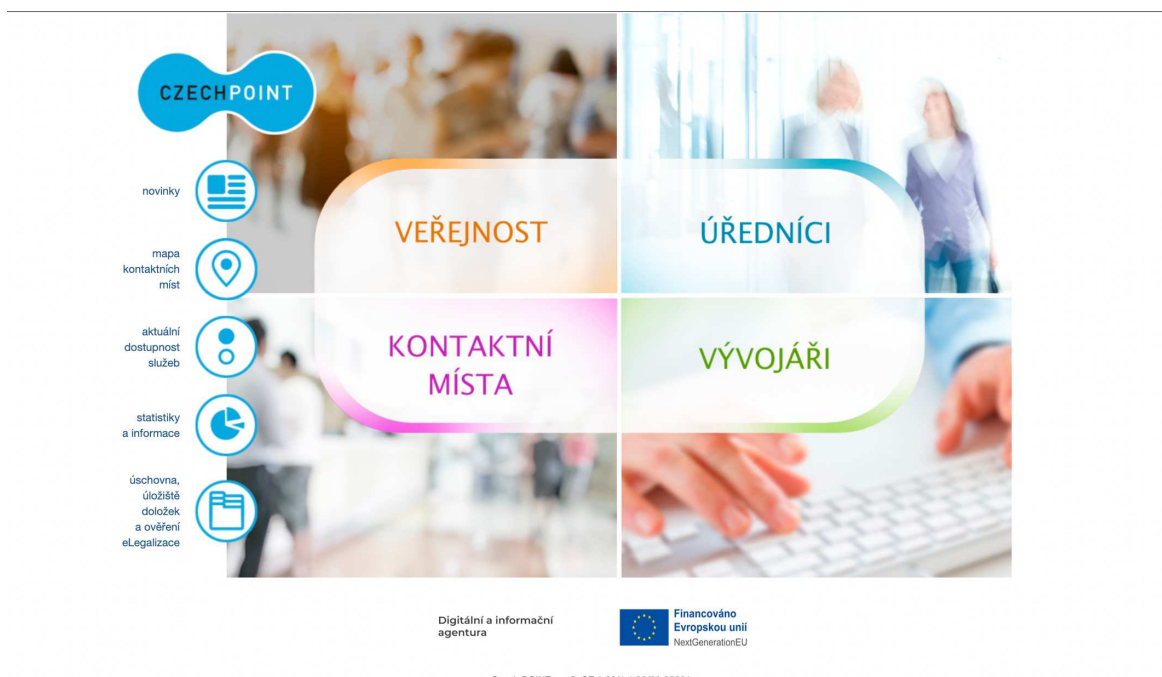 CZECHPOINT
novinky
mapa
kontaktních
míst
aktuální
dostupnost
služeb
statistiky
a informace
úschovna,
úložiště
doložek
a ověření
eLegalizace
VEŘEJNOST
ÚŘEDNÍCI
KONTAKTNÍ
MÍSTA
VÝVOJÁŘI
Digitální a informační
agentura
Financováno
Evropskou unií
NextGenerationEU